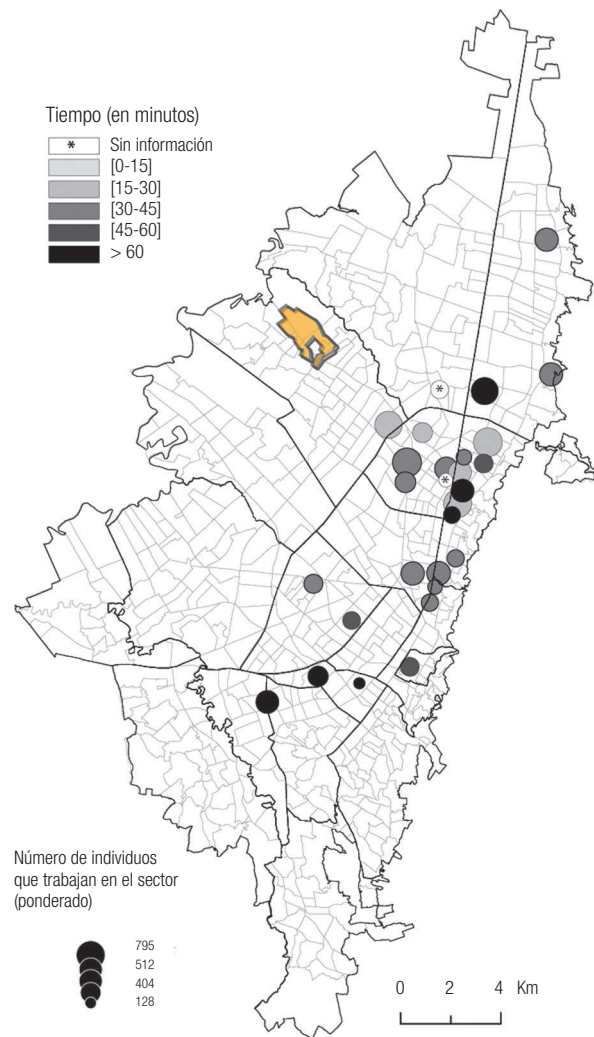 Tiempo (en minutos)
* Sin información
[0-15]
[15-30]
[30-45]
[45-60]
> 60
*
*
Número de individuos
que trabajan en el sector
(ponderado)
795
512
404
128
0 2 4 Km